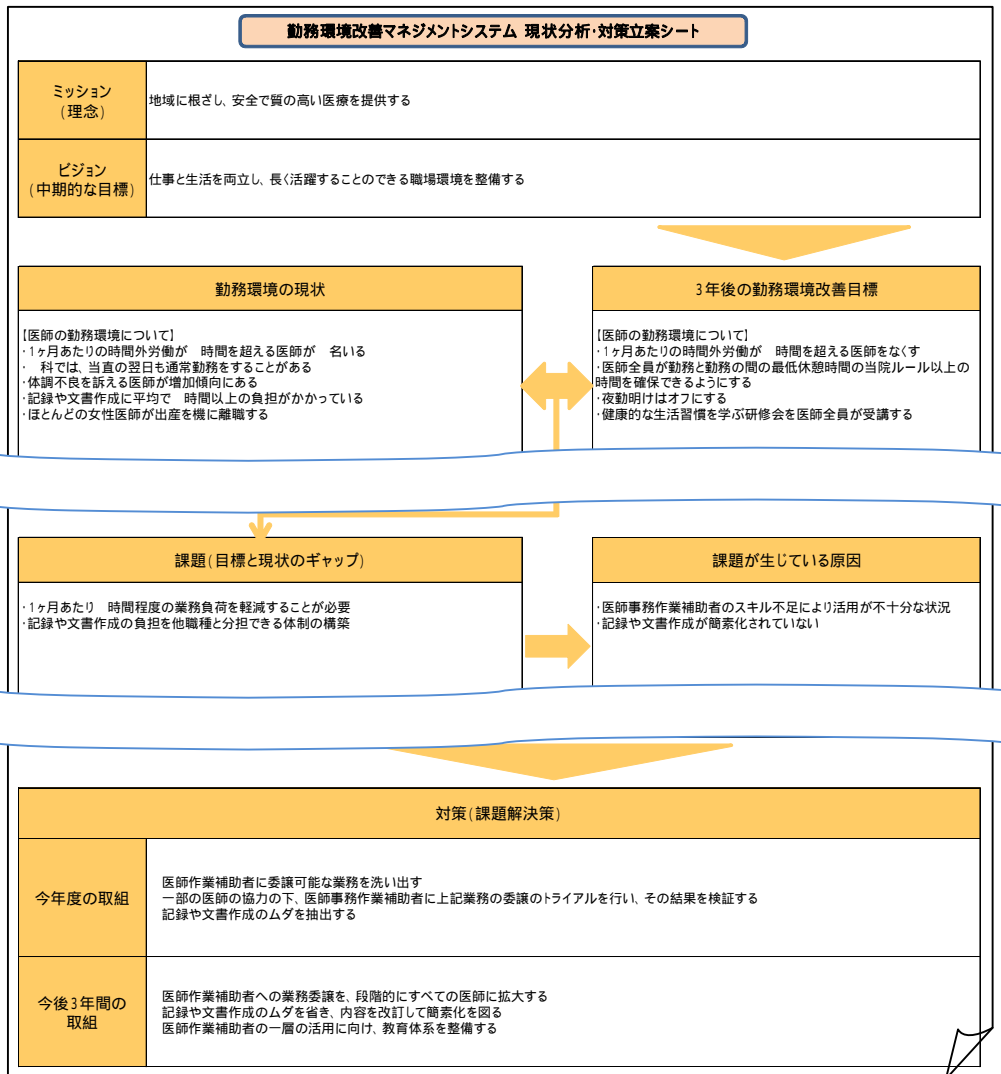 勤務環境改善マネジメントシステム 現状分析･対策立案シート
ミッション
(理念)
地域に根ざし、安全で質の高い医療を提供する
ビジョン
(中期的な目標)
仕事と生活を両立し、長く活躍することのできる職場環境を整備する
勤務環境の現状
【医師の勤務環境について】
･1ヶ月あたりの時間外労働が　時間を超える医師が　名いる
･　科では、当直の翌日も通常勤務をすることがある
･体調不良を訴える医師が増加傾向にある
･記録や文書作成に平均で　時間以上の負担がかかっている
･ほとんどの女性医師が出産を機に離職する
3年後の勤務環境改善目標
【医師の勤務環境について】
･1ヶ月あたりの時間外労働が　時間を超える医師をなくす
･医師全員が勤務と勤務の間の最低休憩時間の当院ルール以上の
時間を確保できるようにする
･夜勤明けはオフにする
･健康的な生活習慣を学ぶ研修会を医師全員が受講する
課題(目標と現状のギャップ)
･1ヶ月あたり　時間程度の業務負荷を軽減することが必要
･記録や文書作成の負担を他職種と分担できる体制の構築
課題が生じている原因
･医師事務作業補助者のスキル不足により活用が不十分な状況
･記録や文書作成が簡素化されていない
対策(課題解決策)
今年度の取組
医師作業補助者に委譲可能な業務を洗い出す
一部の医師の協力の下、医師事務作業補助者に上記業務の委譲のトライアルを行い、その結果を検証する
記録や文書作成のムダを抽出する
今後3年間の
取組
医師作業補助者への業務委譲を、段階的にすべての医師に拡大する
記録や文書作成のムダを省き、内容を改訂して簡素化を図る
医師作業補助者の一層の活用に向け、教育体系を整備する